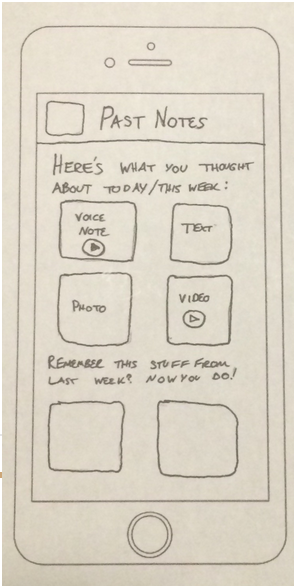 PAST NOTES
HERE'S WHAT YOU THOUGHT
ABOUT TODAY/THIS WEEK:
VOICE
NOTE
TEXT
PHOTO
VIDEO
REMEMBER THIS STUFF FROM
LAST WEEK? NOW YOU DO!